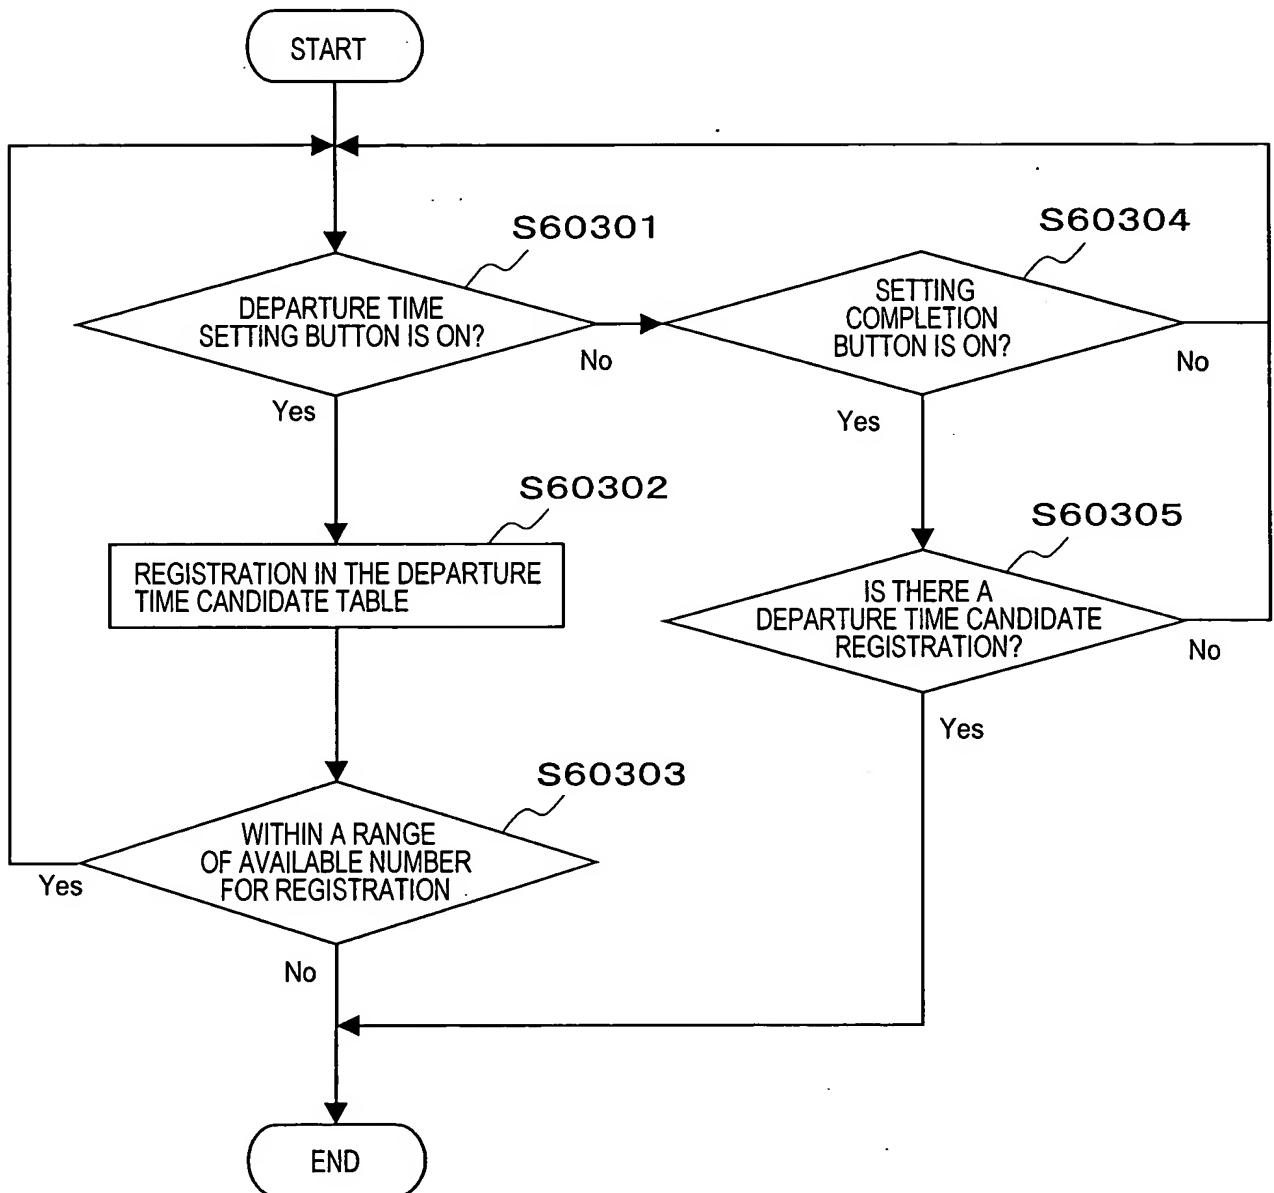 START
S60301
DEPARTURE TIME
SETTING BUTTON IS ON?
No
Yes
S60304
SETTING
COMPLETION
BUTTON IS ON?
No
Yes
S60302
REGISTRATION IN THE DEPARTURE
TIME CANDIDATE TABLE
S60305
IS THERE A
DEPARTURE TIME CANDIDATE
REGISTRATION?
No
Yes
S60303
WITHIN A RANGE
OF AVAILABLE NUMBER
FOR REGISTRATION
Yes
No
END